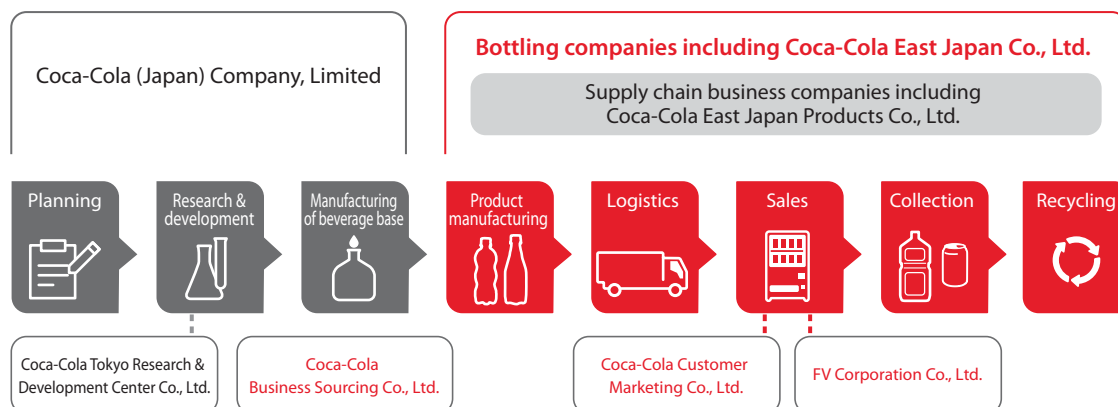 Coca-Cola (Japan) Company, Limited
Bottling companies including Coca-Cola East Japan Co., Ltd.
Supply chain business companies including
Coca-Cola East Japan Products Co., Ltd.
Planning
Research &
development
Manufacturing
of beverage base
Product
manufacturing
Logistics
Sales
Collection
Recycling
Coca-Cola Tokyo Research &
Development Center Co., Ltd.
Coca-Cola
Business Sourcing Co., Ltd.
Coca-Cola Customer
Marketing Co., Ltd.
FV Corporation Co., Ltd.